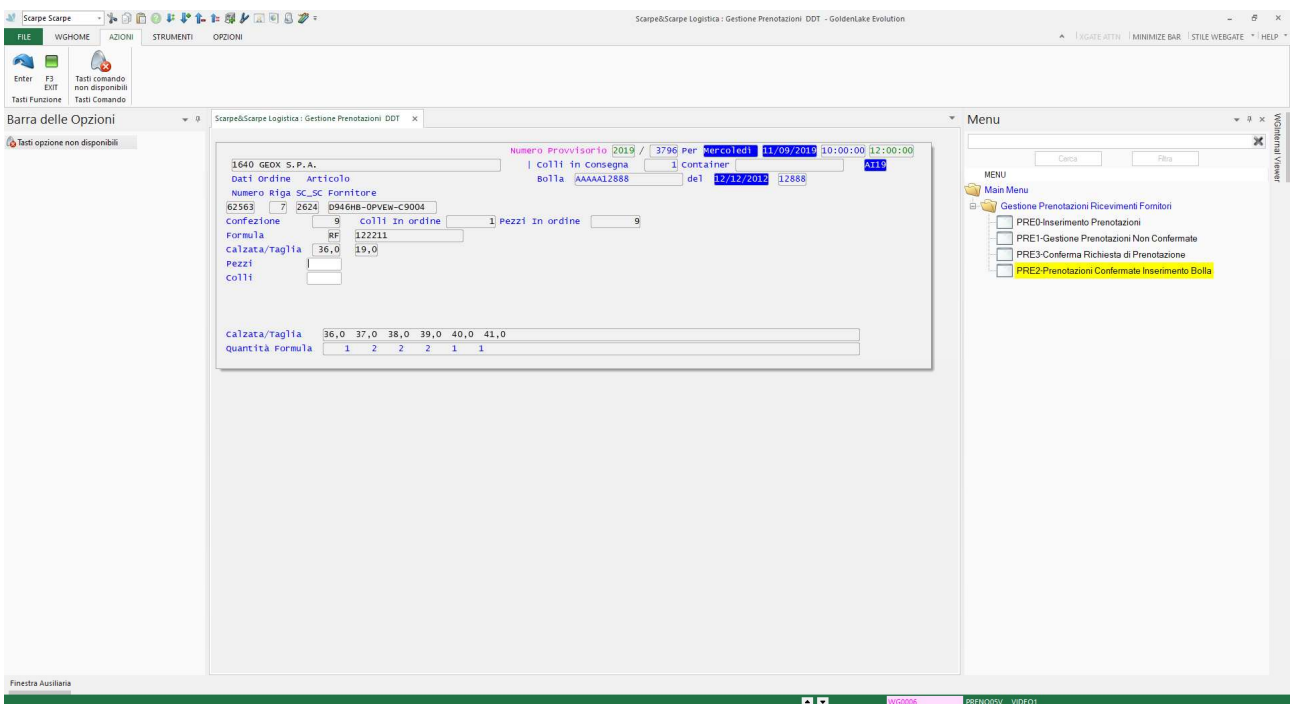 Scarpe Scarpe
Scarpe&Scarpe Logistica : Gestione Prenotazioni DDT - GoldenLake Evolution
FILE WGHOME AZIONI STRUMENTI OPZIONI
XGATE ATTN MINIMIZE BAR STILE WEBGATE HELP
Enter F3 EXIT Tasti comando non disponibili
Tasti Funzione Tasti Comando
Barra delle Opzioni
Tasti opzione non disponibili
Scarpe&Scarpe Logistica : Gestione Prenotazioni DDT
Numero Provvisorio 2019 / 3796 Per Mercoledì 11/09/2019 10:00:00 12:00:00
1640 GEOX S.P.A. | Colli in Consegna 1 Container AI19
Dati Ordine Articolo Bolla AAAAA12888 del 12/12/2012 12888
Numero Riga SC_SC Fornitore
62563 7 2624 D946HB-0PVEW-C9004
Confezione 9 Colli In ordine 1 Pezzi In ordine 9
Formula RF 122211
Calzata/Taglia 36,0 19,0
Pezzi
Colli
Calzata/Taglia 36,0 37,0 38,0 39,0 40,0 41,0
Quantità Formula 1 2 2 2 1 1
Menu
Cerca Filtra
MENU
Main Menu
Gestione Prenotazioni Ricevimenti Fornitori
PRE0-Inserimento Prenotazioni
PRE1-Gestione Prenotazioni Non Confermate
PRE3-Conferma Richiesta di Prenotazione
PRE2-Prenotazioni Confermate Inserimento Bolla
WGInternal Viewer
Finestra Ausiliaria
WG0006 PRENO05V VIDEO1